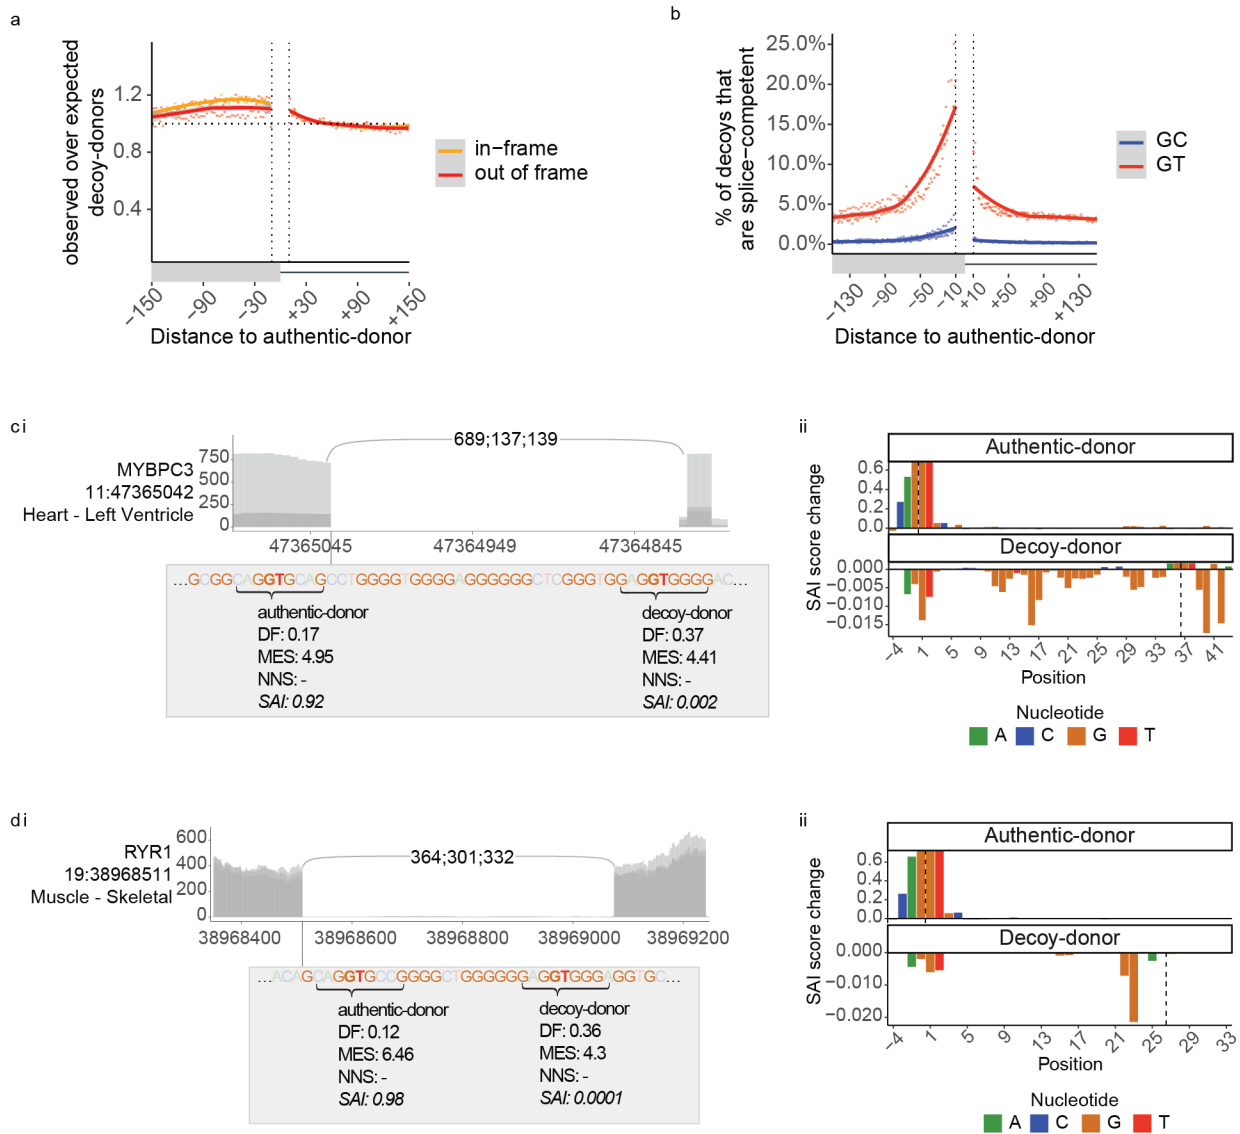 a
observed over expected
decoy-donors
1.2
0.8
0.4
−150
−90
−30
+30
+90
+150
Distance to authentic-donor
in−frame
out of frame
b
% of decoys that
are splice−competent
25.0%
20.0%
15.0%
10.0%
5.0%
0.0%
−130
−90
−50
−10
+10
+50
+90
+130
Distance to authentic-donor
GC
GT
c i
MYBPC3
11:47365042
Heart - Left Ventricle
750
500
250
0
689;137;139
47365045
47364949
47364845
...GCGGCAGGTGCAGCCTGGGGTGGGGAGGGGGGCTCGGGTGGAGGTGGGGAC...
authentic-donor
DF: 0.17
MES: 4.95
NNS: -
SAI: 0.92
decoy-donor
DF: 0.37
MES: 4.41
NNS: -
SAI: 0.002
ii
Authentic-donor
SAI score change
0.6
0.4
0.2
0.0
Decoy-donor
0.000
−0.005
−0.010
−0.015
−4
1
5
9
13
17
21
25
29
33
37
41
Position
Nucleotide
A C G T
d i
RYR1
19:38968511
Muscle - Skeletal
600
400
200
0
364;301;332
38968400
38968600
38968800
38969000
38969200
...ACAGCAGGTGCCGGGGCTGGGGGGAGGTGGGAGGTGC...
authentic-donor
DF: 0.12
MES: 6.46
NNS: -
SAI: 0.98
decoy-donor
DF: 0.36
MES: 4.3
NNS: -
SAI: 0.0001
ii
Authentic-donor
SAI score change
0.6
0.4
0.2
0.0
Decoy-donor
0.000
−0.010
−0.020
−4
1
5
9
13
17
21
25
29
33
Position
Nucleotide
A C G T